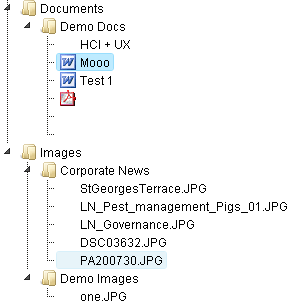 Documents
Demo Docs
HCI + UX
Mooo
Test 1
Images
Corporate News
StGeorgesTerrace.JPG
LN_Pest_management_Pigs_01.JPG
LN_Governance.JPG
DSC03632.JPG
PA200730.JPG
Demo Images
one.JPG